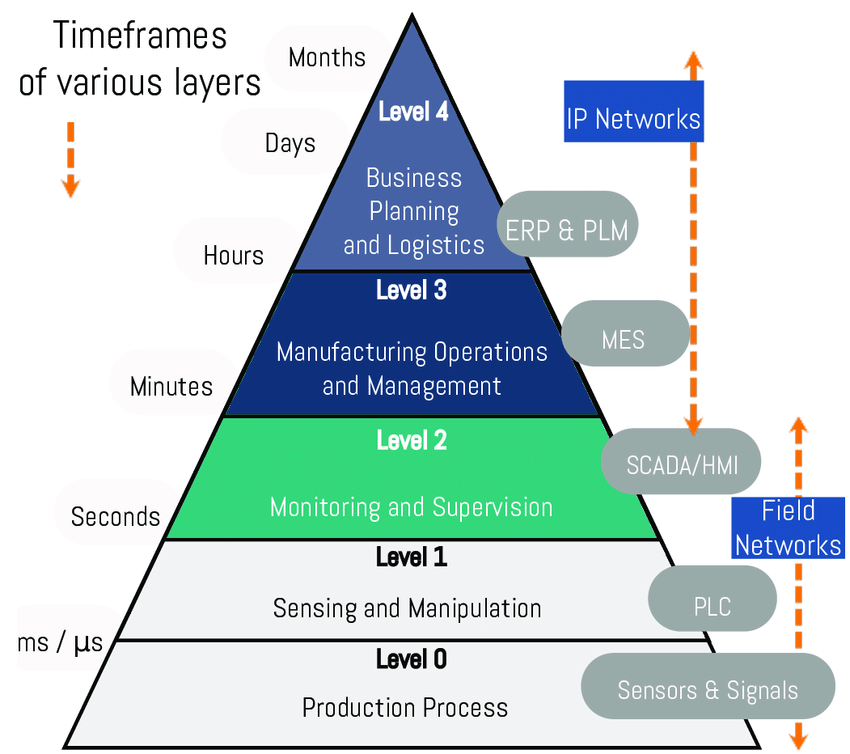 Timeframes
of various layers
Months
Days
Hours
Minutes
Seconds
ms / µs
Level 4
Business
Planning
and Logistics
Level 3
Manufacturing Operations
and Management
Level 2
Monitoring and Supervision
Level 1
Sensing and Manipulation
Level 0
Production Process
ERP & PLM
MES
SCADA/HMI
PLC
Sensors & Signals
IP Networks
Field
Networks